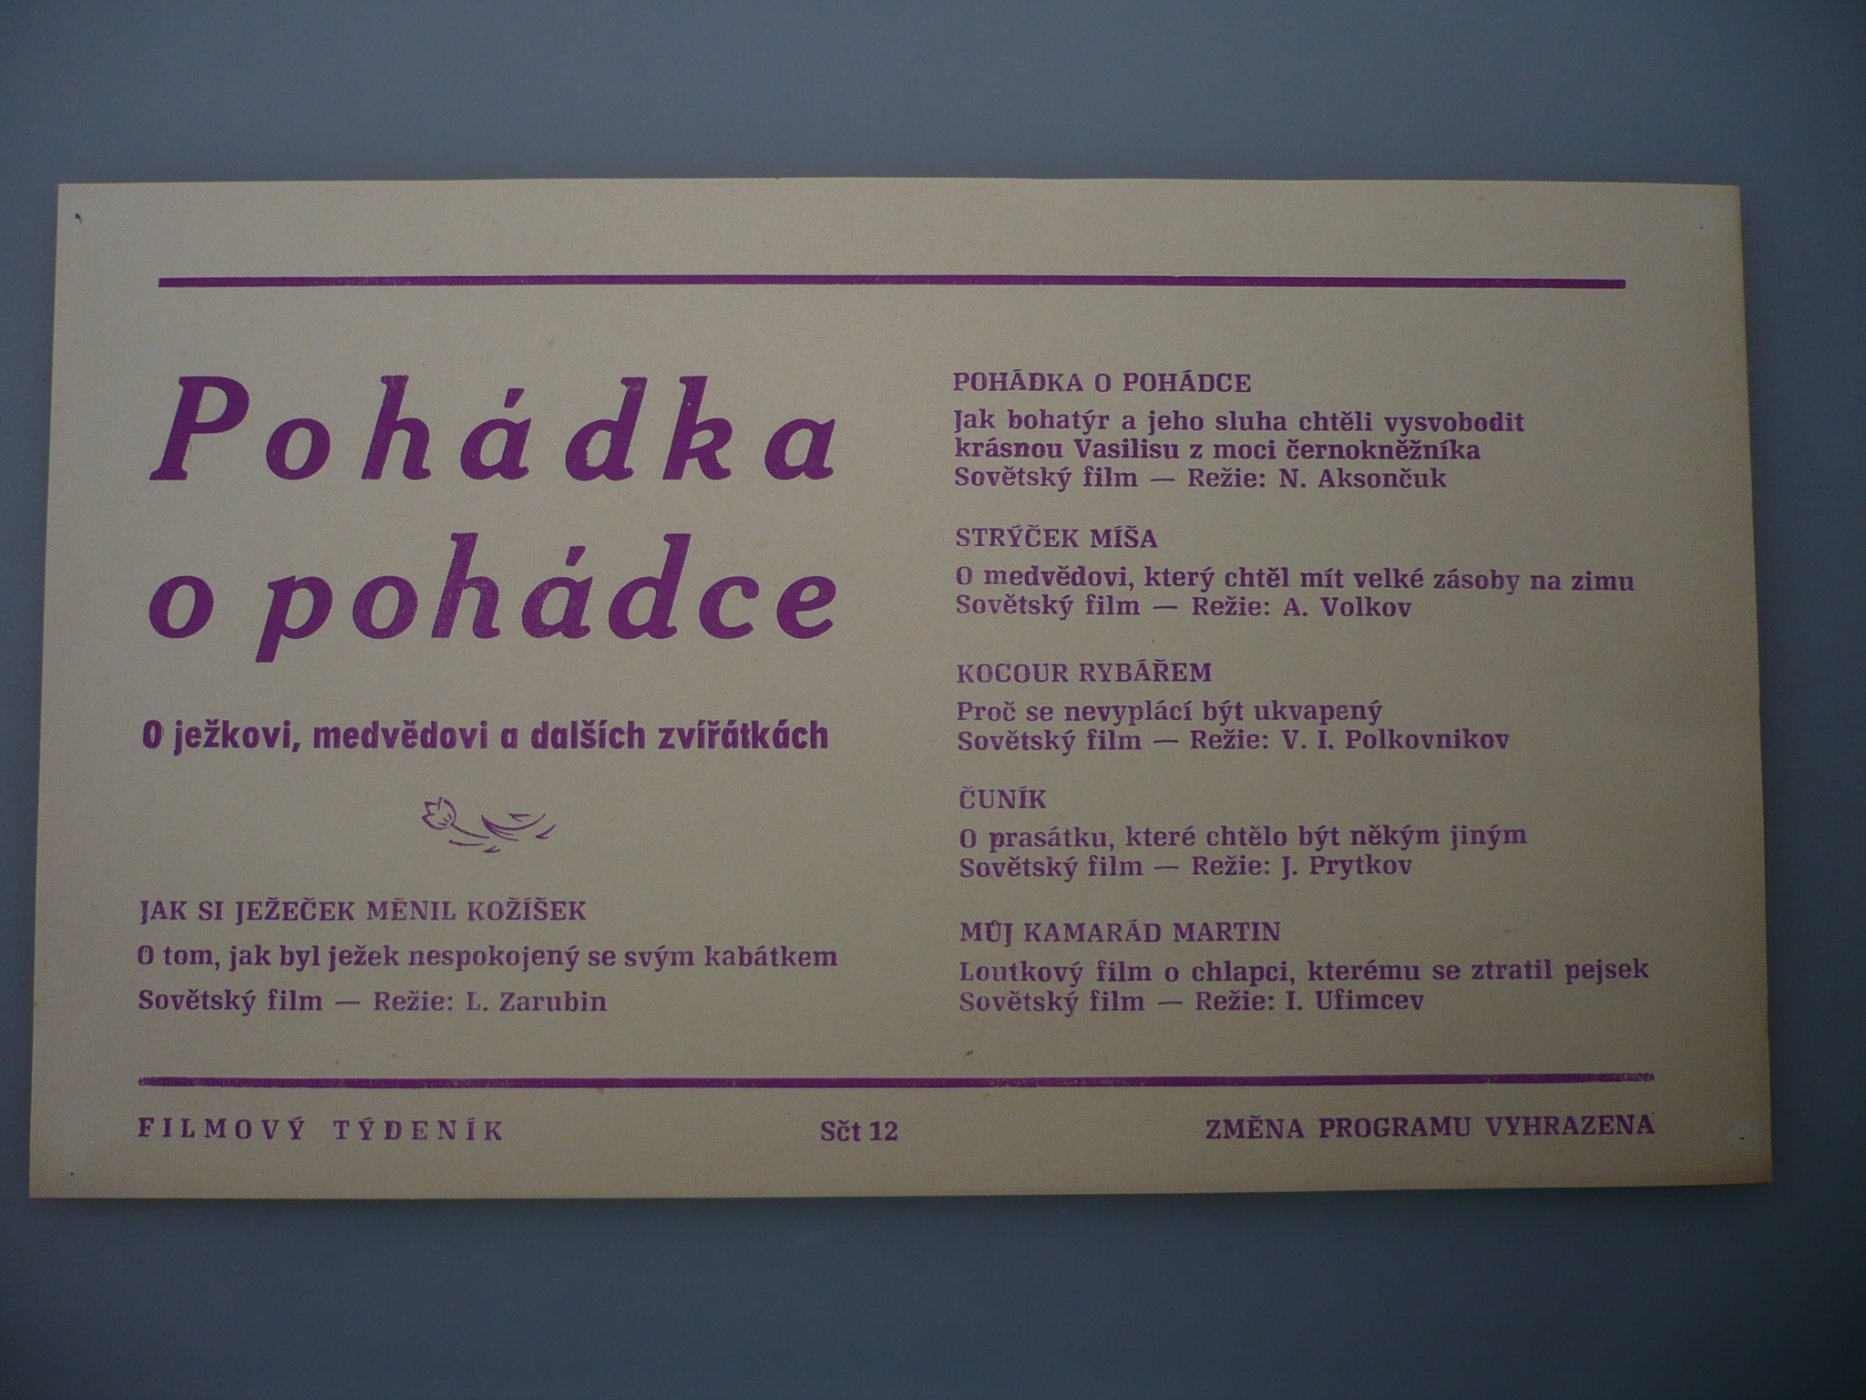 Pohádka
o pohádce
O ježkovi, medvědovi a dalších zvířátkách
JAK SI JEŽEČEK MĚNIL KOŽÍŠEK
O tom, jak byl ježek nespokojený se svým kabátkem
Sovětský film — Režie: L. Zarubin
POHÁDKA O POHÁDCE
Jak bohatýr a jeho sluha chtěli vysvobodit
krásnou Vasilisu z moci černokněžníka
Sovětský film — Režie: N. Aksončuk
STRÝČEK MÍŠA
O medvědovi, který chtěl mít velké zásoby na zimu
Sovětský film — Režie: A. Volkov
KOCOUR RYBÁŘEM
Proč se nevyplácí být ukvapený
Sovětský film — Režie: V. I. Polkovnikov
ČUNÍK
O prasátku, které chtělo být někým jiným
Sovětský film — Režie: J. Prytkov
MŮJ KAMARÁD MARTIN
Loutkový film o chlapci, kterému se ztratil pejsek
Sovětský film — Režie: I. Ufimcev
FILMOVÝ TÝDENÍK
Sčt 12
ZMĚNA PROGRAMU VYHRAZENA